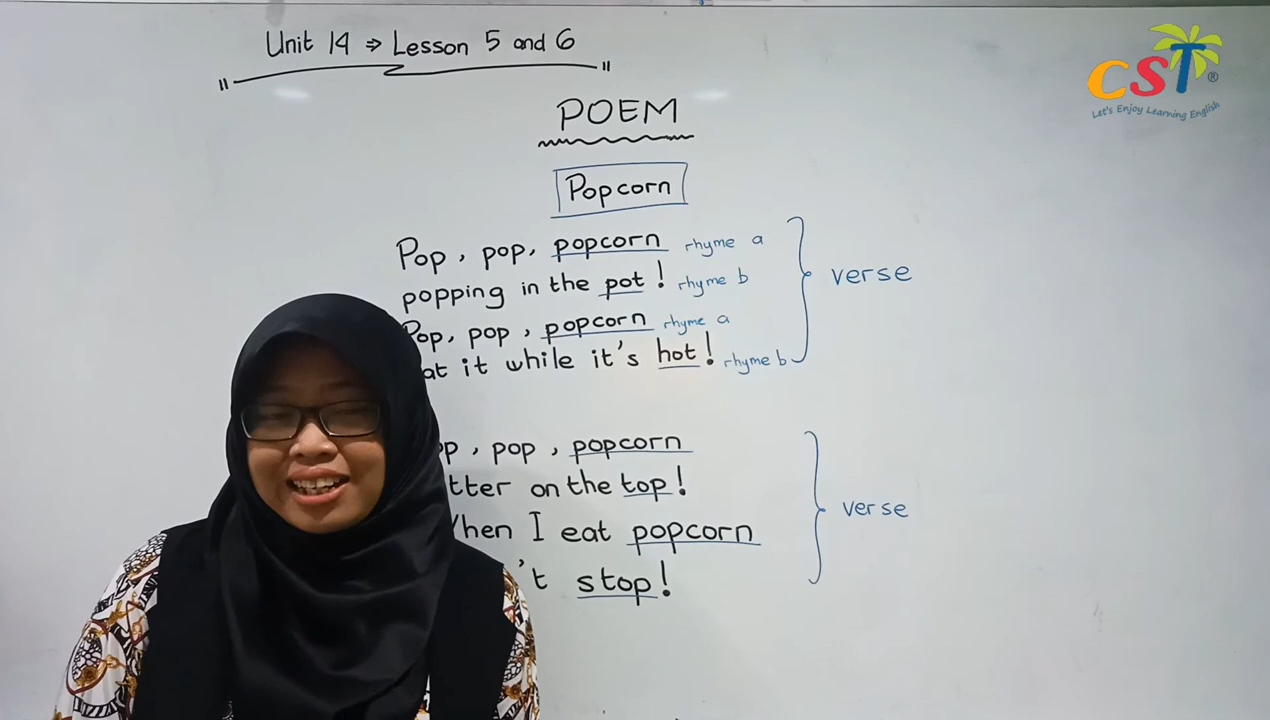 Unit 14 ⇒ Lesson 5 and 6
CST®
Let's Enjoy Learning English
POEM
Popcorn
Pop, pop, popcorn rhyme a
popping in the pot! rhyme b
Pop, pop, popcorn rhyme a
at it while it's hot! rhyme b
verse
op, pop, popcorn
tter on the top!
When I eat popcorn
't stop!
verse